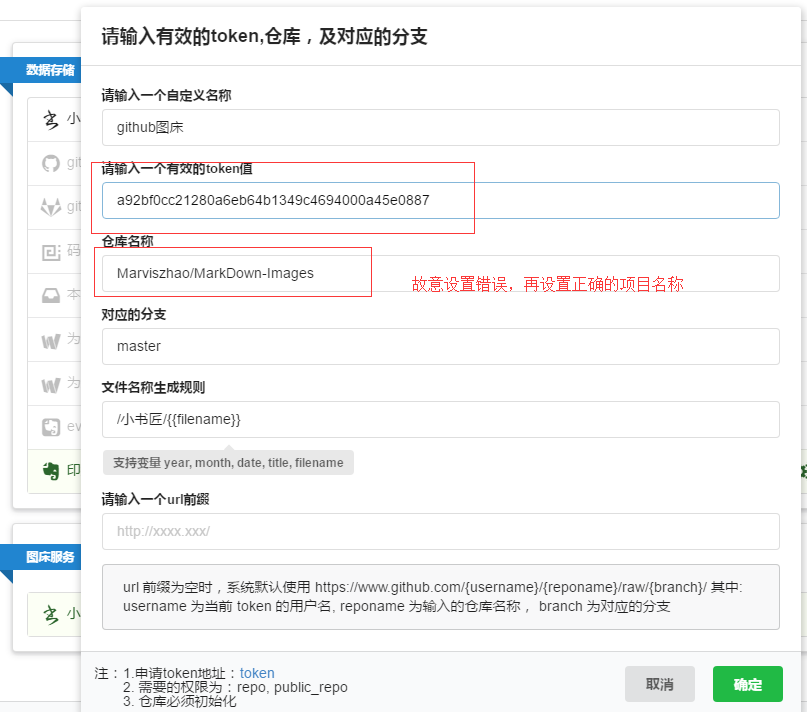 请输入有效的token,仓库，及对应的分支
数据存储
请输入一个自定义名称
小
github图床
git
请输入一个有效的token值
a92bf0cc21280a6eb64b1349c4694000a45e0887
git
仓库名称
码
Marviszhao/MarkDown-Images
故意设置错误，再设置正确的项目名称
本
对应的分支
为
master
为
文件名称生成规则
/小书匠/{{filename}}
ev
支持变量 year, month, date, title, filename
印
请输入一个url前缀
http://xxxx.xxx/
图床服务
url 前缀为空时，系统默认使用 https://www.github.com/{username}/{reponame}/raw/{branch}/ 其中:
username 为当前 token 的用户名, reponame 为输入的仓库名称， branch 为对应的分支
小
注：1.申请token地址：token
2. 需要的权限为：repo, public_repo
3. 仓库必须初始化
取消
确定